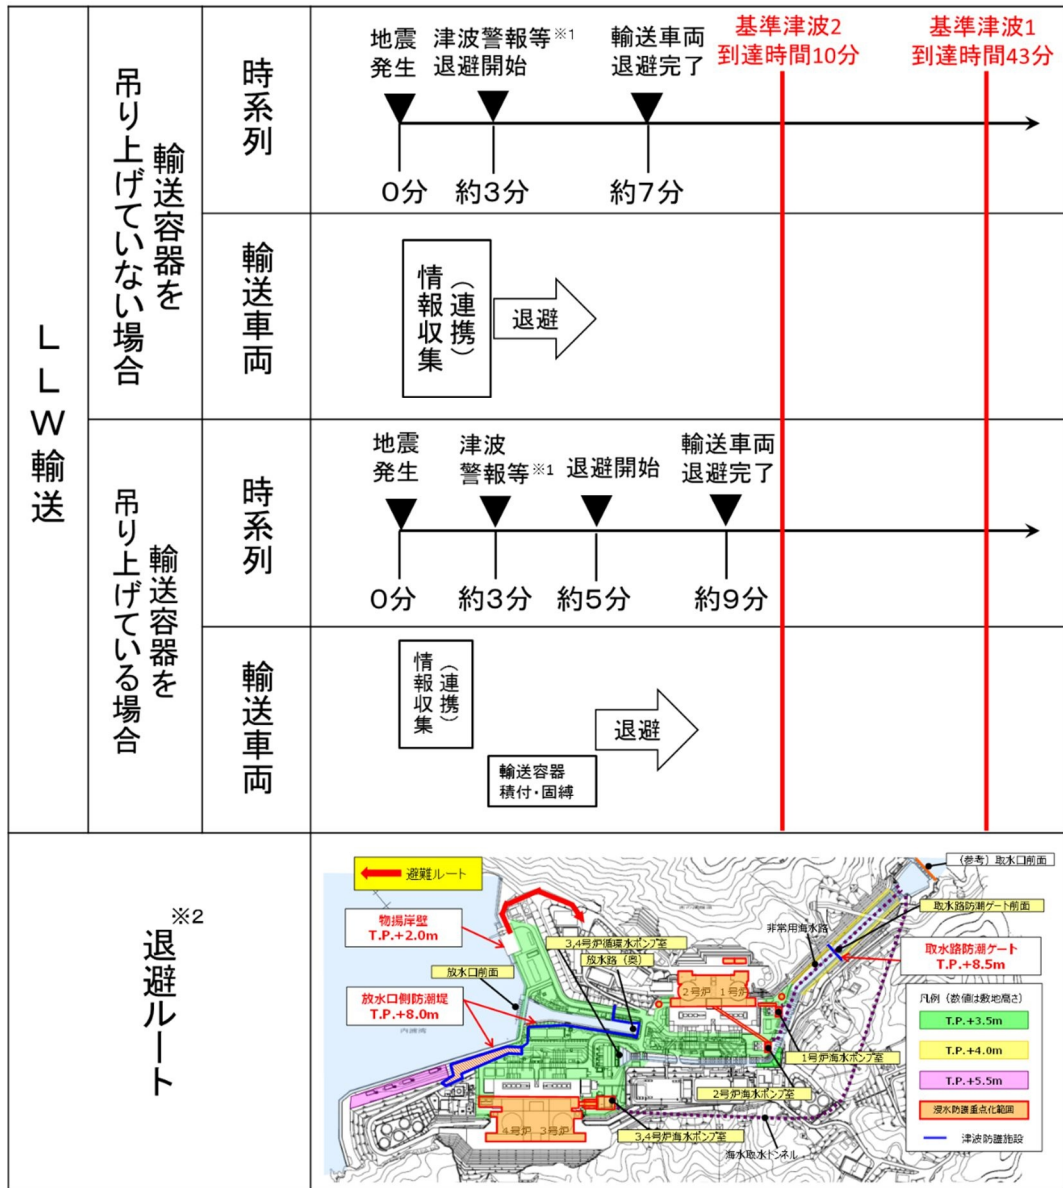 LLW輸送
輸送容器を
吊り上げていない場合
時系列
地震
発生
津波警報等※1
退避開始
輸送車両
退避完了
基準津波2
到達時間10分
基準津波1
到達時間43分
0分
約3分
約7分
輸送車両
情報収集
(連携)
退避
輸送容器を
吊り上げている場合
時系列
地震
発生
津波
警報等※1
退避開始
輸送車両
退避完了
0分
約3分
約5分
約9分
輸送車両
情報収集
(連携)
輸送容器
積付・固縛
退避
※2
退避ルート
避難ルート
物揚岸壁
T.P.+2.0m
放水口前面
放水口側防潮堤
T.P.+8.0m
3,4号炉循環水ポンプ室
放水路(奥)
2号炉
1号炉
非常用海水路
(参考)取水口前面
取水路防潮ゲート前面
取水路防潮ゲート
T.P.+8.5m
1号炉海水ポンプ室
2号炉海水ポンプ室
4号炉
3号炉
3,4号炉海水ポンプ室
海水取水トンネル
凡例(数値は敷地高さ)
T.P.+3.5m
T.P.+4.0m
T.P.+5.5m
浸水防護重点化範囲
津波防護施設